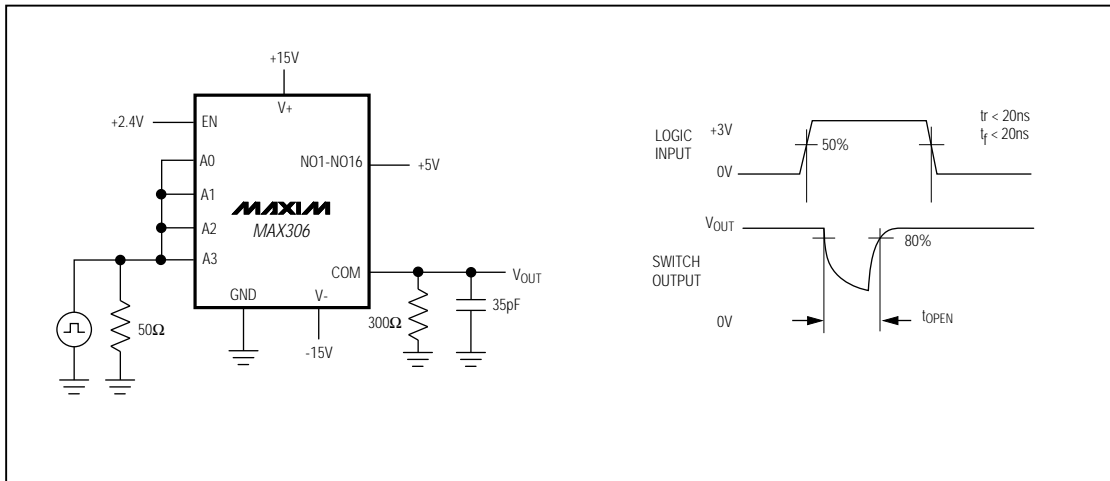 +15V
V+
+2.4V
EN
A0
NO1-NO16
+5V
A1
MAXIM
A2
MAX306
A3
COM
VOUT
GND
V-
50Ω
300Ω
35pF
-15V
LOGIC
INPUT
+3V
50%
0V
tr < 20ns
tf < 20ns
VOUT
80%
SWITCH
OUTPUT
0V
tOPEN